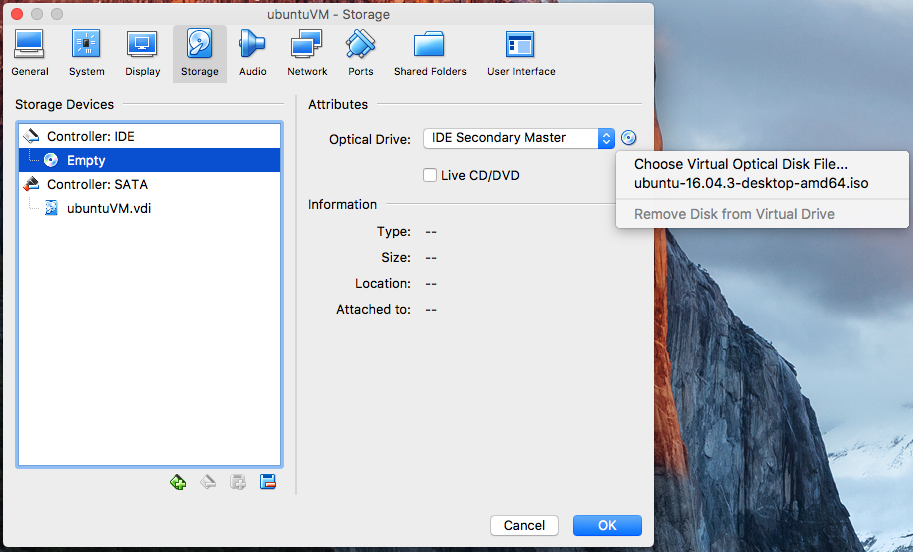 ubuntuVM - Storage
General
System
Display
Storage
Audio
Network
Ports
Shared Folders
User Interface
Storage Devices
Controller: IDE
Empty
Controller: SATA
ubuntuVM.vdi
Attributes
Optical Drive: IDE Secondary Master
Live CD/DVD
Choose Virtual Optical Disk File...
ubuntu-16.04.3-desktop-amd64.iso
Remove Disk from Virtual Drive
Information
Type: --
Size: --
Location: --
Attached to: --
Cancel
OK